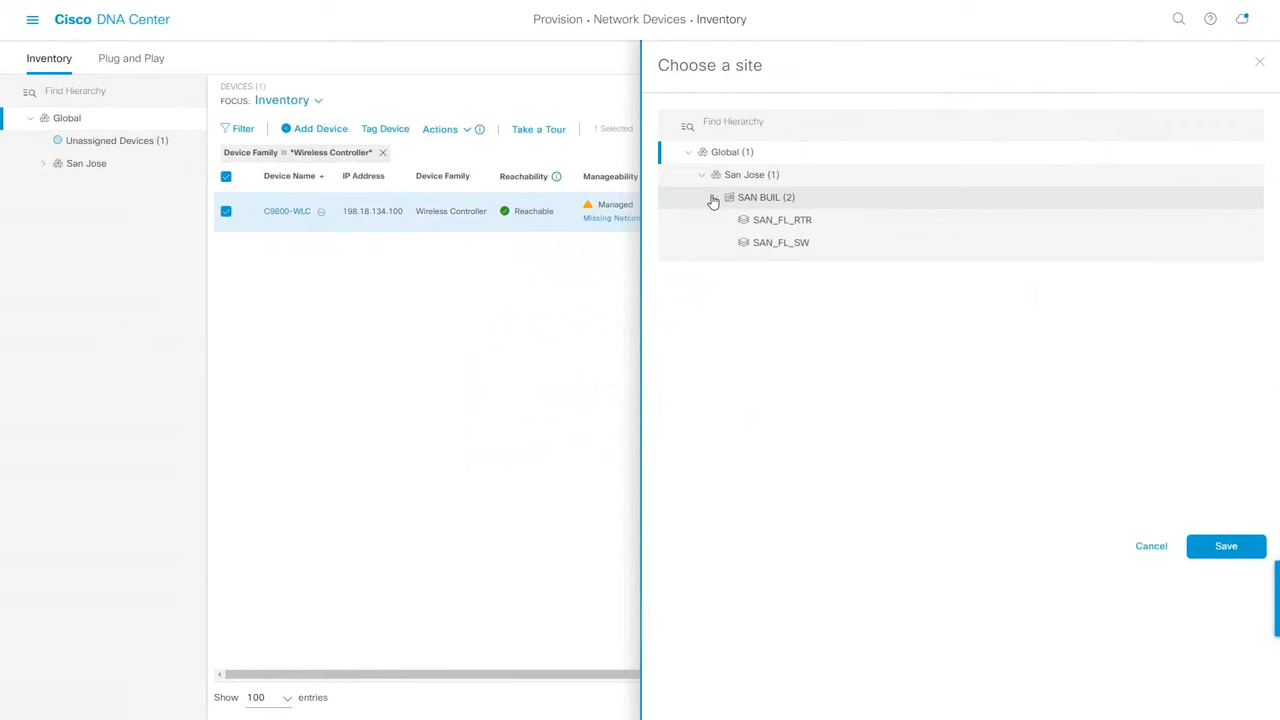 Cisco DNA Center
Provision • Network Devices • Inventory
Inventory
Plug and Play
Find Hierarchy
Global
Unassigned Devices (1)
San Jose
DEVICES (1)
FOCUS: Inventory
Filter
Add Device
Tag Device
Actions
Take a Tour
1 Selected
Device Family is *Wireless Controller*
Device Name
IP Address
Device Family
Reachability
Manageability
C9800-WLC
198.18.134.100
Wireless Controller
Reachable
Managed
Missing Netcon
Show 100 entries
Choose a site
Find Hierarchy
Global (1)
San Jose (1)
SAN BUIL (2)
SAN_FL_RTR
SAN_FL_SW
Cancel
Save